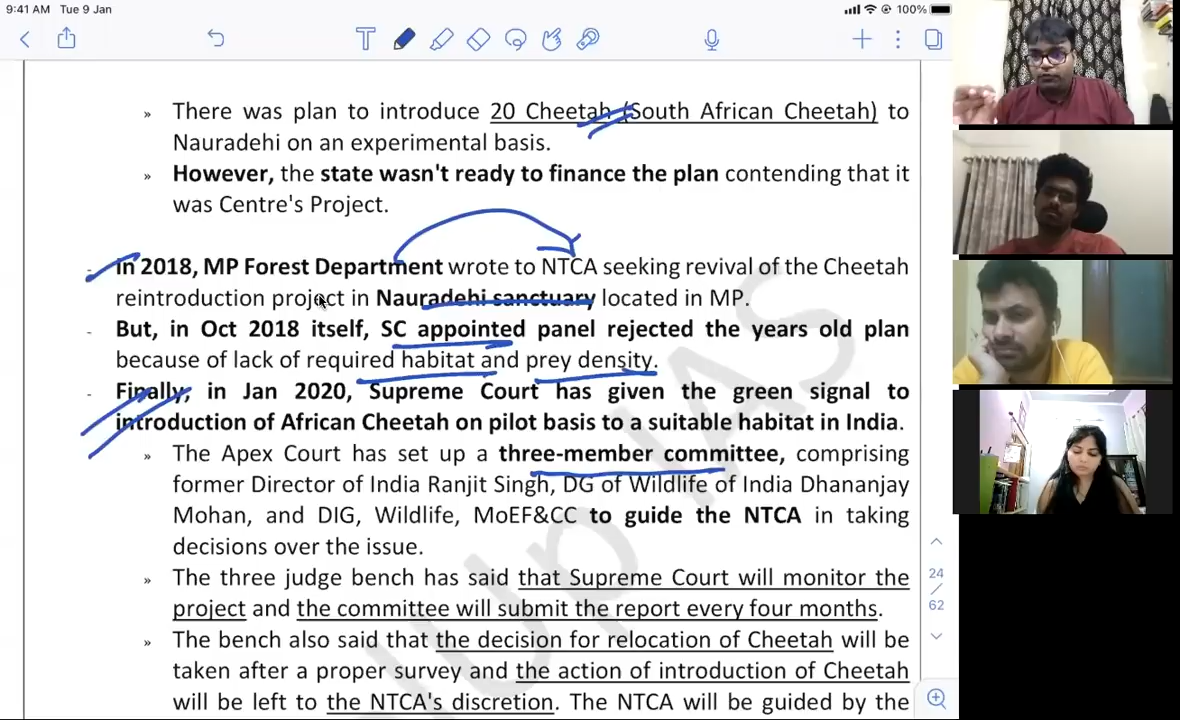 9:41 AM Tue 9 Jan
100%
» There was plan to introduce 20 Cheetah (South African Cheetah) to
Nauradehi on an experimental basis.
» However, the state wasn't ready to finance the plan contending that it
was Centre's Project.
- In 2018, MP Forest Department wrote to NTCA seeking revival of the Cheetah
reintroduction project in Nauradehi sanctuary located in MP.
- But, in Oct 2018 itself, SC appointed panel rejected the years old plan
because of lack of required habitat and prey density.
- Finally, in Jan 2020, Supreme Court has given the green signal to
introduction of African Cheetah on pilot basis to a suitable habitat in India.
» The Apex Court has set up a three-member committee, comprising
former Director of India Ranjit Singh, DG of Wildlife of India Dhananjay
Mohan, and DIG, Wildlife, MoEF&CC to guide the NTCA in taking
decisions over the issue.
» The three judge bench has said that Supreme Court will monitor the
project and the committee will submit the report every four months.
» The bench also said that the decision for relocation of Cheetah will be
taken after a proper survey and the action of introduction of Cheetah
will be left to the NTCA's discretion. The NTCA will be guided by the
24
/
62